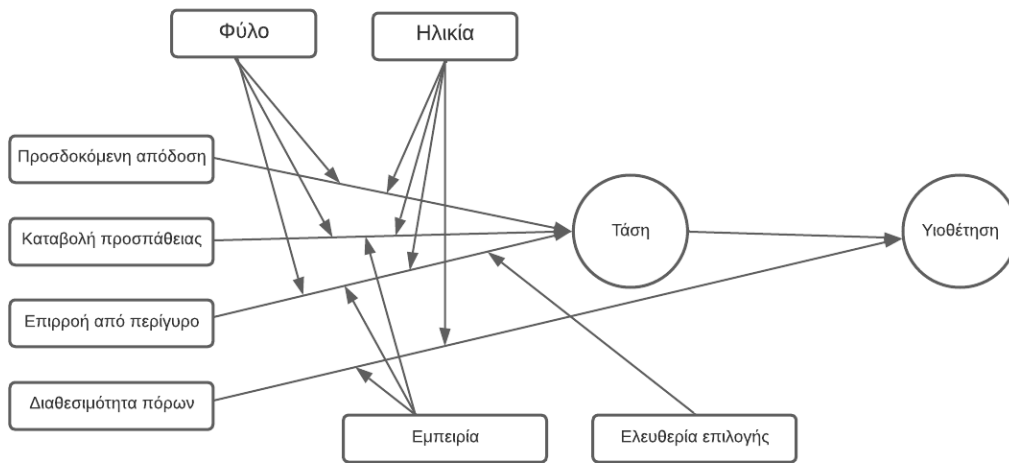 Φύλο
Ηλικία
Προσδοκόμενη απόδοση
Καταβολή προσπάθειας
Τάση
Υιοθέτηση
Επιρροή από περίγυρο
Διαθεσιμότητα πόρων
Εμπειρία
Ελευθερία επιλογής